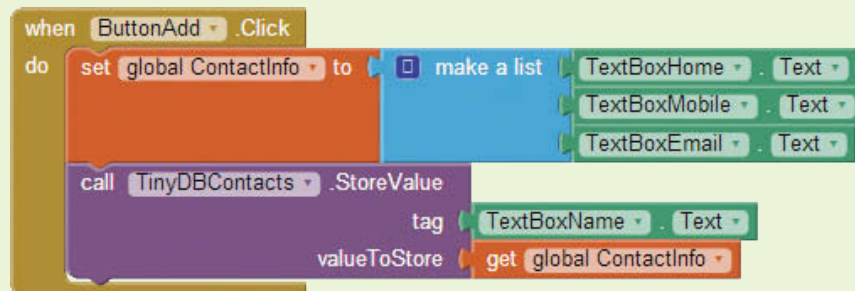 when ButtonAdd .Click
do set global ContactInfo to make a list TextBoxHome . Text
TextBoxMobile . Text
TextBoxEmail . Text
call TinyDBContacts .StoreValue
tag TextBoxName . Text
valueToStore get global ContactInfo